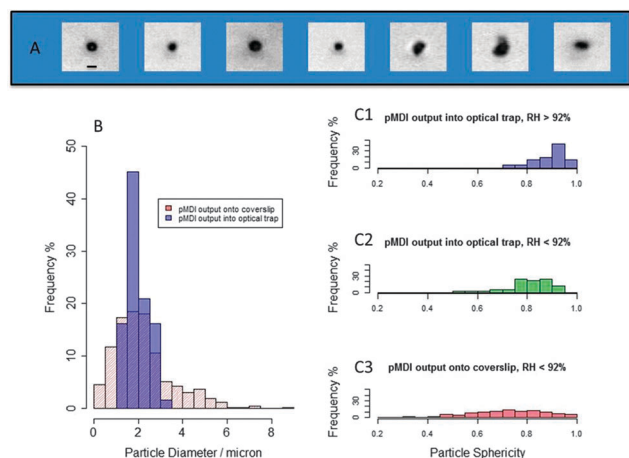 A
B
50
40
30
20
10
0
Frequency %
pMDI output onto coverslip
pMDI output into optical trap
0 2 4 6 8
Particle Diameter / micron
C1 pMDI output into optical trap, RH > 92%
Frequency %
0 30
0.2 0.4 0.6 0.8 1.0
C2 pMDI output into optical trap, RH < 92%
Frequency %
0 30
0.2 0.4 0.6 0.8 1.0
C3 pMDI output onto coverslip, RH < 92%
Frequency %
0 30
0.2 0.4 0.6 0.8 1.0
Particle Sphericity